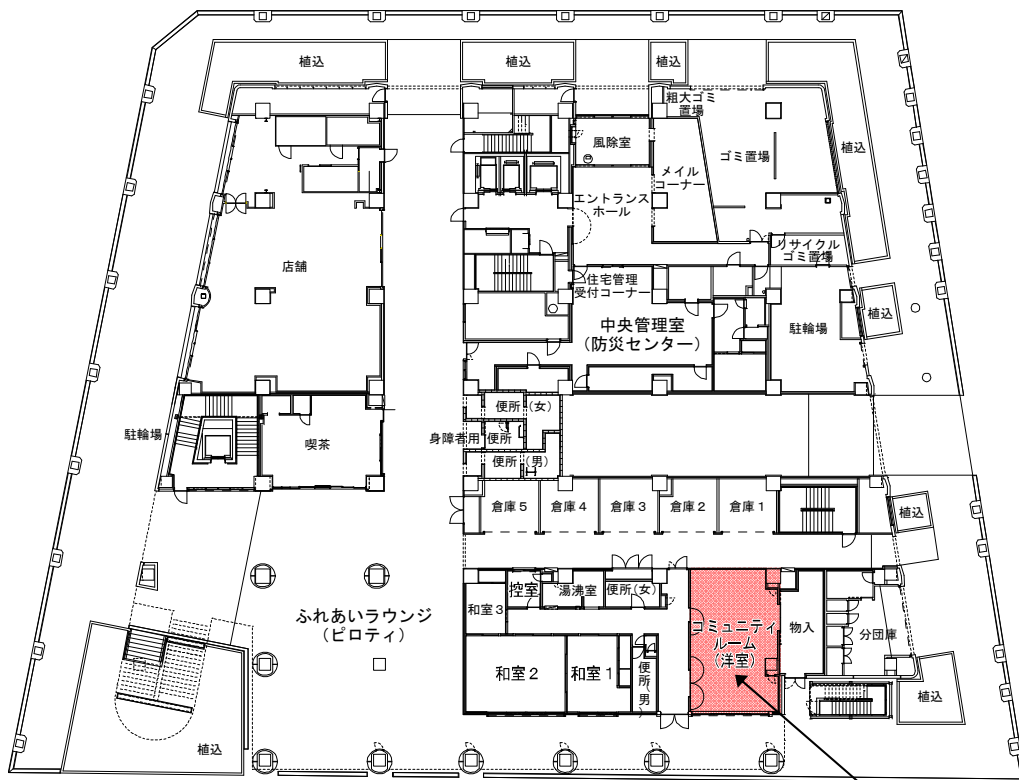 植込
植込
植込
粗大ゴミ
置場
風除室
ゴミ置場
植込
メイル
コーナー
エントランス
ホール
リサイクル
ゴミ置場
店舗
住宅管理
受付コーナー
植込
中央管理室
(防災センター)
駐輪場
便所(女)
駐輪場
喫茶
身障者用便所
便所(男)
倉庫5
倉庫4
倉庫3
倉庫2
倉庫1
植込
控室
湯沸室
便所(女)
和室3
ふれあいラウンジ
(ピロティ)
コミュニティ
ルーム
(洋室)
物入
分団庫
和室2
和室1
便所(男)
植込
植込